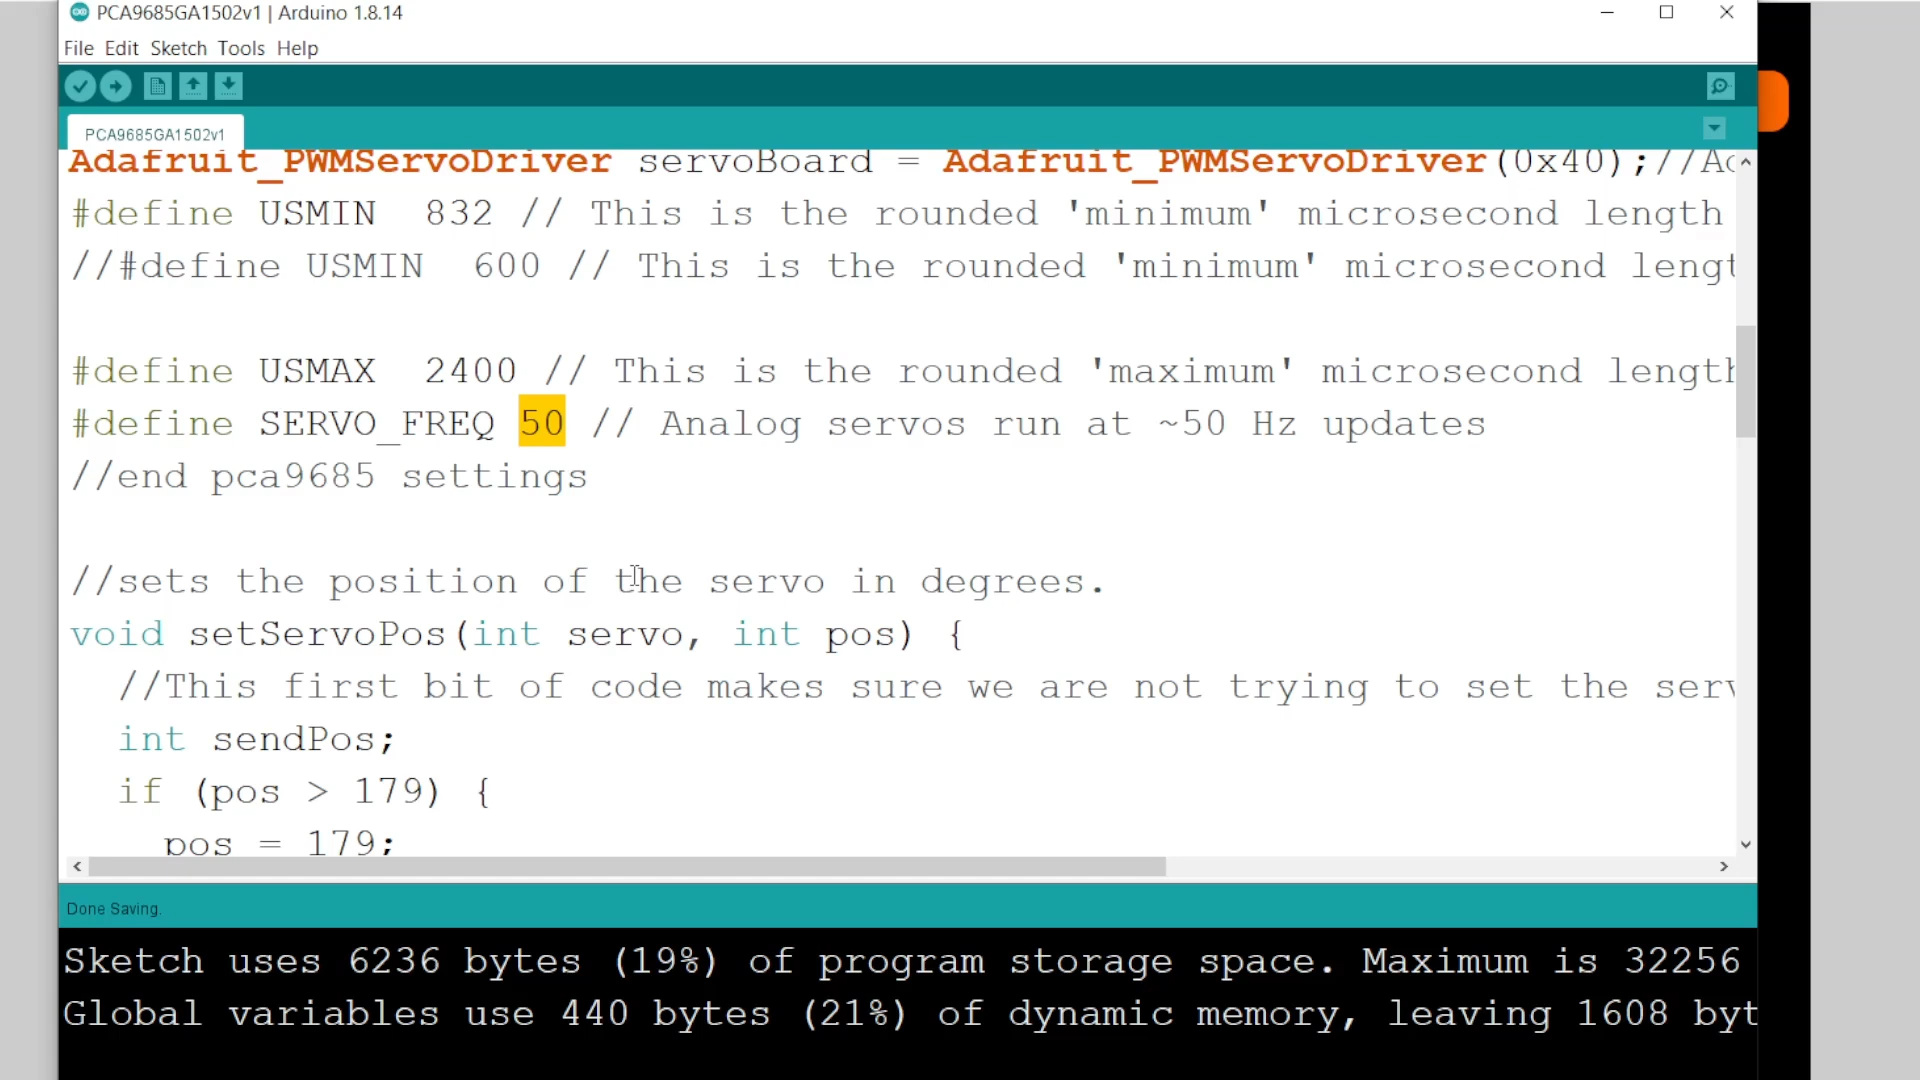 PCA9685GA1502v1 | Arduino 1.8.14
File Edit Sketch Tools Help
PCA9685GA1502v1
Adafruit_PWMServoDriver servoBoard = Adafruit_PWMServoDriver(0x40);//
#define USMIN  832 // This is the rounded 'minimum' microsecond length
//#define USMIN  600 // This is the rounded 'minimum' microsecond lengt
#define USMAX  2400 // This is the rounded 'maximum' microsecond length
#define SERVO_FREQ 50 // Analog servos run at ~50 Hz updates
//end pca9685 settings
//sets the position of the servo in degrees.
void setServoPos(int servo, int pos) {
//This first bit of code makes sure we are not trying to set the serv
int sendPos;
if (pos > 179) {
pos = 179;
Done Saving.
Sketch uses 6236 bytes (19%) of program storage space. Maximum is 32256
Global variables use 440 bytes (21%) of dynamic memory, leaving 1608 byt